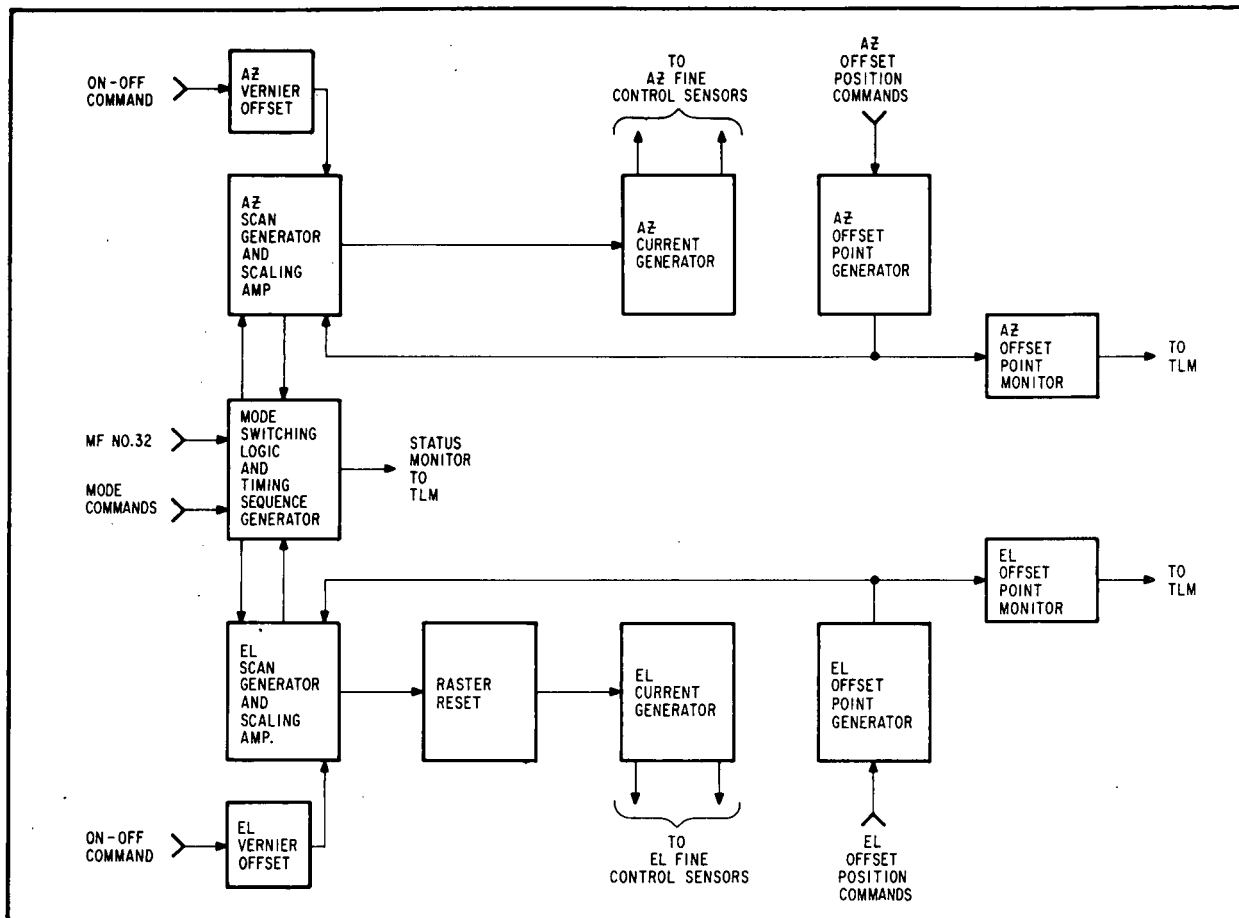 ON-OFF
COMMAND
AZ
VERNIER
OFFSET
TO
AZ FINE
CONTROL SENSORS
AZ
OFFSET
POSITION
COMMANDS
AZ
SCAN
GENERATOR
AND
SCALING
AMP
AZ
CURRENT
GENERATOR
AZ
OFFSET
POINT
GENERATOR
AZ
OFFSET
POINT
MONITOR
TO
TLM
MF NO.32
MODE
COMMANDS
MODE
SWITCHING
LOGIC
AND
TIMING
SEQUENCE
GENERATOR
STATUS
MONITOR
TO
TLM
EL
OFFSET
POINT
MONITOR
TO
TLM
EL
SCAN
GENERATOR
AND
SCALING
AMP.
RASTER
RESET
EL
CURRENT
GENERATOR
EL
OFFSET
POINT
GENERATOR
ON-OFF
COMMAND
EL
VERNIER
OFFSET
TO
EL FINE
CONTROL SENSORS
EL
OFFSET
POSITION
COMMANDS